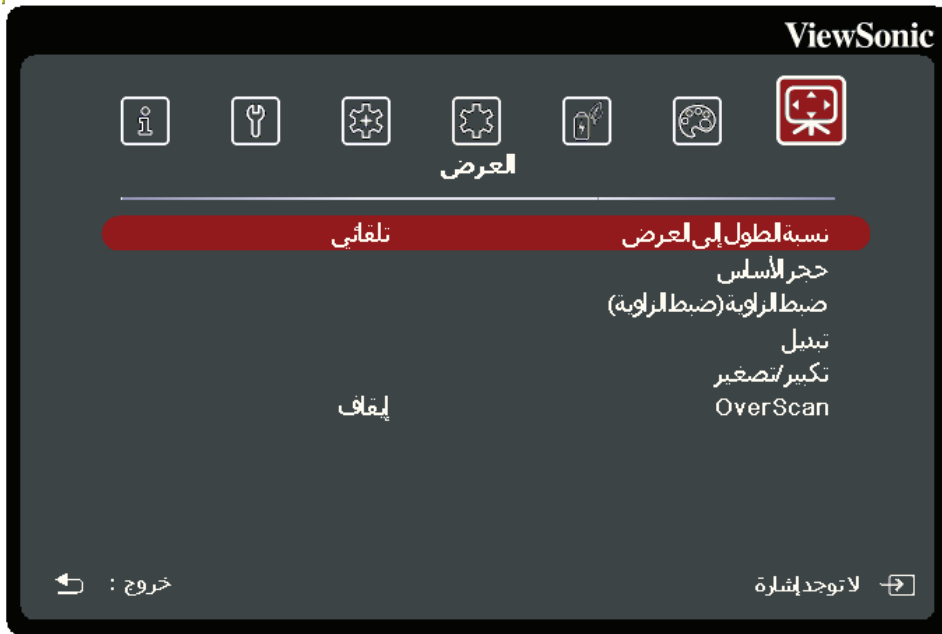 ViewSonic
العرض
نسبة الطول إلى العرض تلقائي
حجر الأساس
ضبط الزاوية (ضبط الزاوية)
تبديل
تكبير/تصغير
OverScan إيقاف
لا توجد إشارة خروج :